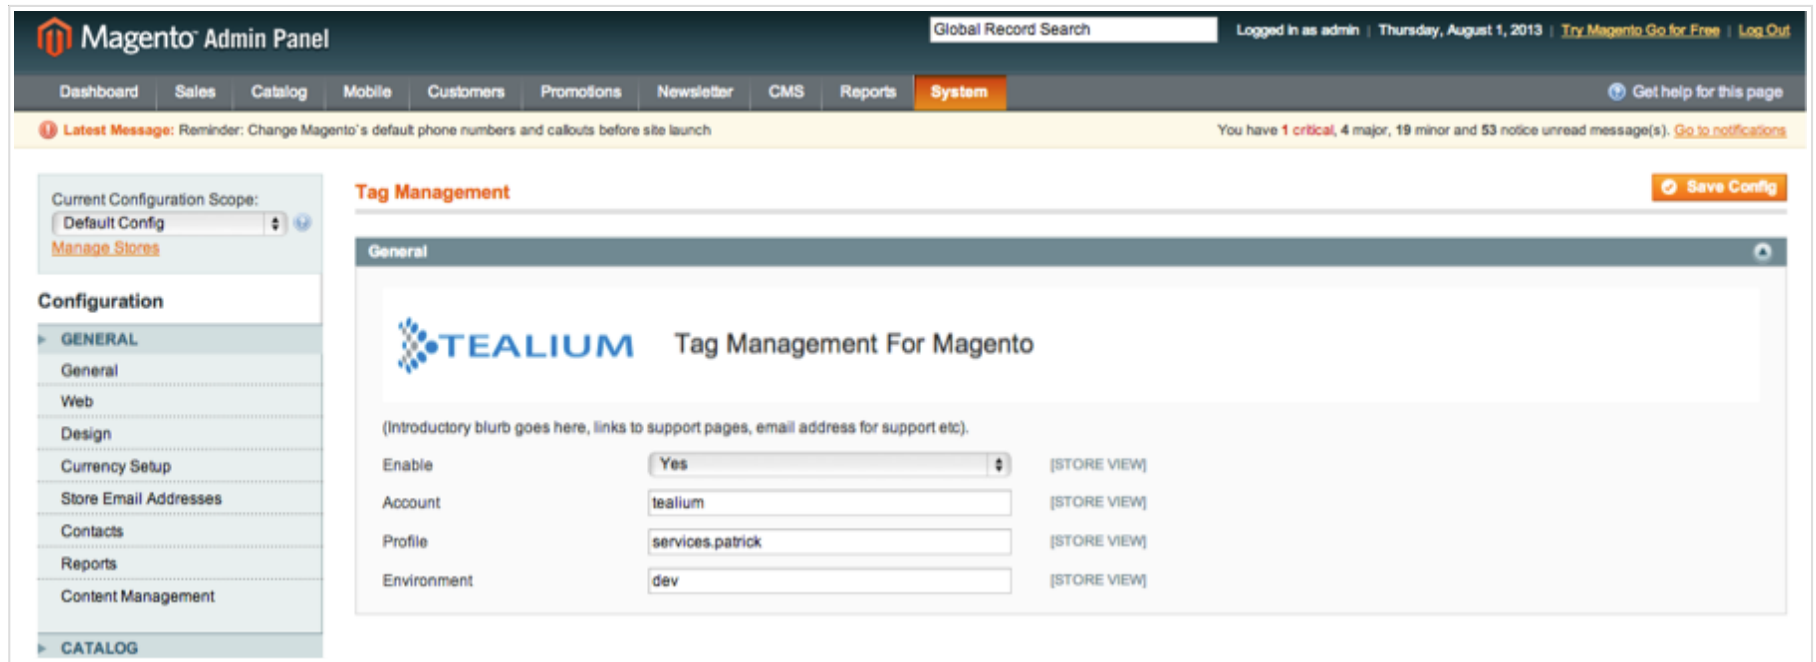 Magento Admin Panel
Global Record Search
Logged in as admin | Thursday, August 1, 2013 | Try Magento Go for Free | Log Out
Dashboard Sales Catalog Mobile Customers Promotions Newsletter CMS Reports System Get help for this page
Latest Message: Reminder: Change Magento`s default phone numbers and callouts before site launch
You have 1 critical, 4 major, 19 minor and 53 notice unread message(s). Go to notifications
Current Configuration Scope:
Default Config
Manage Stores
Configuration
GENERAL
General
Web
Design
Currency Setup
Store Email Addresses
Contacts
Reports
Content Management
CATALOG
Tag Management
Save Config
General
TEALIUM Tag Management For Magento
(Introductory blurb goes here, links to support pages, email address for support etc).
Enable Yes [STORE VIEW]
Account tealium [STORE VIEW]
Profile services.patrick [STORE VIEW]
Environment dev [STORE VIEW]